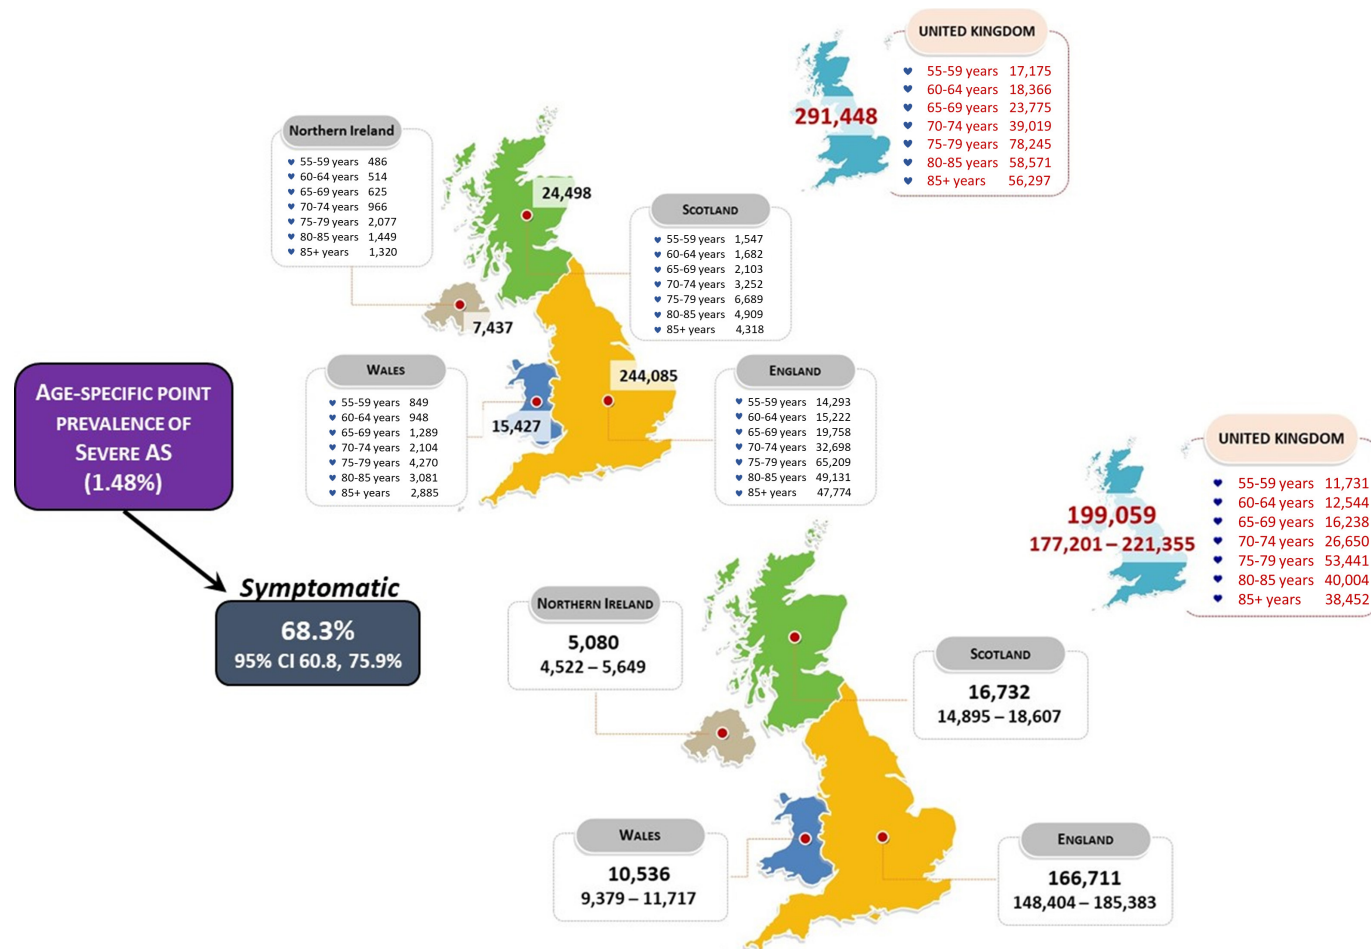 UNITED KINGDOM
55-59 years 17,175
60-64 years 18,366
65-69 years 23,775
70-74 years 39,019
75-79 years 78,245
80-85 years 58,571
85+ years 56,297
291,448
Northern Ireland
55-59 years 486
60-64 years 514
65-69 years 625
70-74 years 966
75-79 years 2,077
80-85 years 1,449
85+ years 1,320
24,498
SCOTLAND
55-59 years 1,547
60-64 years 1,682
65-69 years 2,103
70-74 years 3,252
75-79 years 6,689
80-85 years 4,909
85+ years 4,318
7,437
WALES
55-59 years 849
60-64 years 948
65-69 years 1,289
70-74 years 2,104
75-79 years 4,270
80-85 years 3,081
85+ years 2,885
15,427
244,085
ENGLAND
55-59 years 14,293
60-64 years 15,222
65-69 years 19,758
70-74 years 32,698
75-79 years 65,209
80-85 years 49,131
85+ years 47,774
AGE-SPECIFIC POINT
PREVALENCE OF
SEVERE AS
(1.48%)
Symptomatic
68.3%
95% CI 60.8, 75.9%
UNITED KINGDOM
55-59 years 11,731
60-64 years 12,544
65-69 years 16,238
70-74 years 26,650
75-79 years 53,441
80-85 years 40,004
85+ years 38,452
199,059
177,201 – 221,355
NORTHERN IRELAND
5,080
4,522 – 5,649
SCOTLAND
16,732
14,895 – 18,607
WALES
10,536
9,379 – 11,717
ENGLAND
166,711
148,404 – 185,383